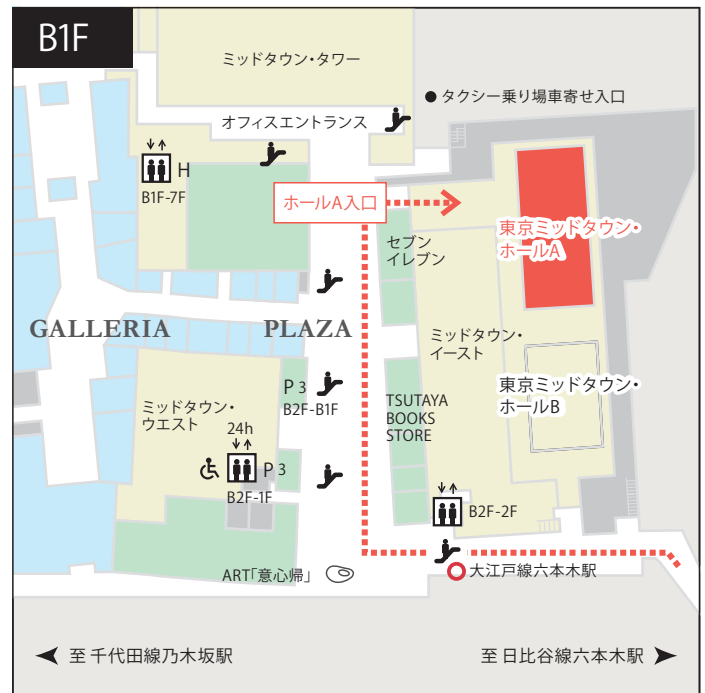 B1F
ミッドタウン・タワー
タクシー乗り場車寄せ入口
オフィスエントランス
H
B1F-7F
ホールA入口
東京ミッドタウン・
ホールA
セブン
イレブン
GALLERIA
PLAZA
ミッドタウン・
イースト
P 3
B2F-B1F
東京ミッドタウン・
ホールB
TSUTAYA
BOOKS
STORE
ミッドタウン・
ウエスト
24h
P 3
B2F-1F
B2F-2F
ART「意心帰」
大江戸線六本木駅
至 千代田線乃木坂駅
至 日比谷線六本木駅